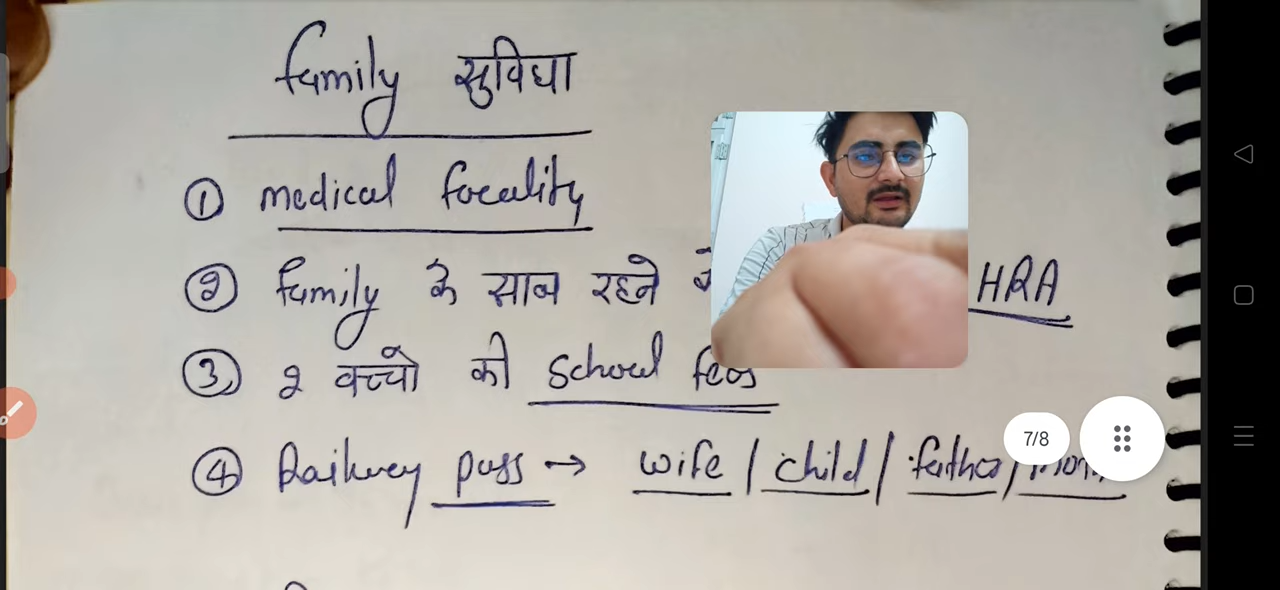 family सुविधा
① medical focality
② family के साथ रहने HRA
③ 2 बच्चो की School fees
④ Railway pass → wife / child / father /
7/8